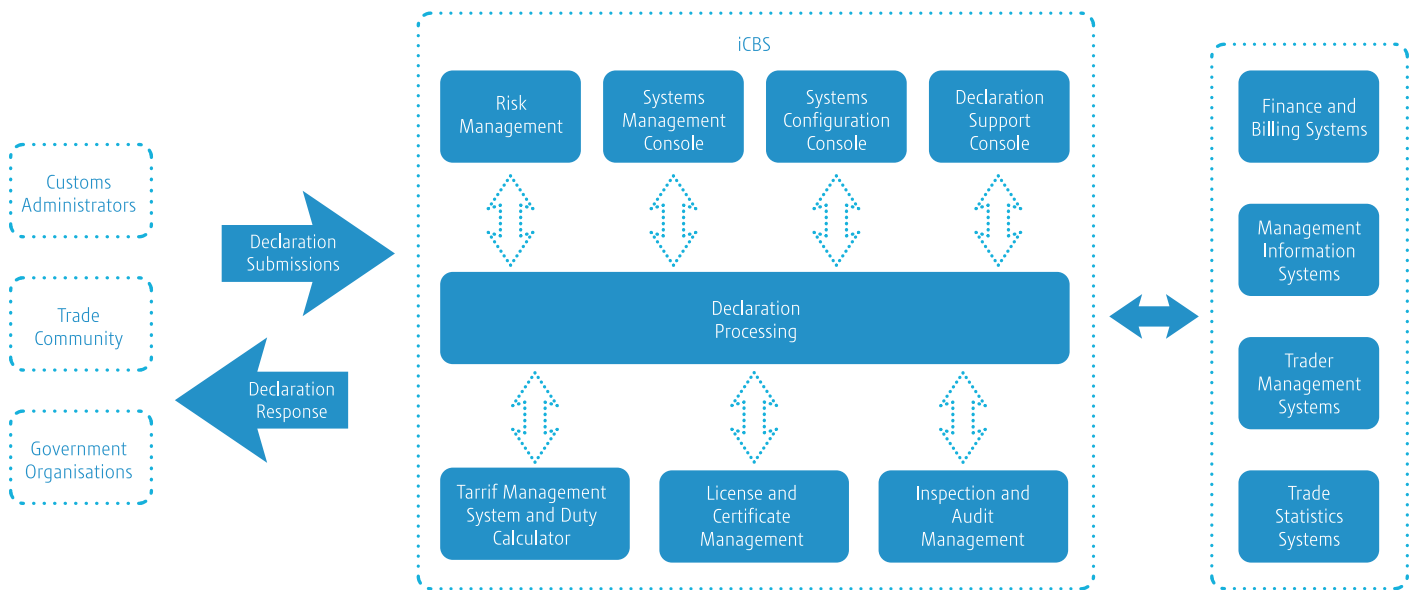 Customs
Administrators
Trade
Community
Government
Organisations
Declaration
Submissions
Declaration
Response
iCBS
Risk
Management
Systems
Management
Console
Systems
Configuration
Console
Declaration
Support
Console
Declaration
Processing
Tarrif Management
System and Duty
Calculator
License and
Certificate
Management
Inspection and
Audit
Management
Finance and
Billing Systems
Management
Information
Systems
Trader
Management
Systems
Trade
Statistics
Systems